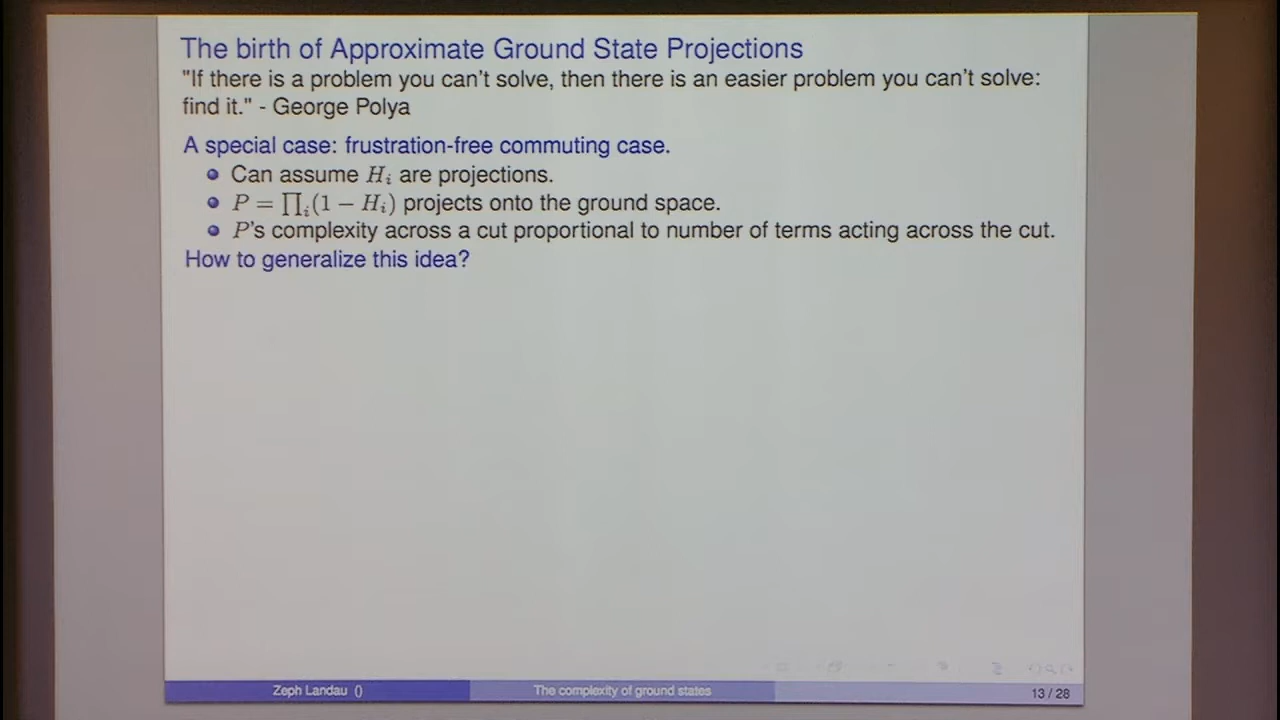 The birth of Approximate Ground State Projections
"If there is a problem you can't solve, then there is an easier problem you can't solve:
find it." - George Polya
A special case: frustration-free commuting case.
Can assume H_i are projections.
P = ∏_i(1 − H_i) projects onto the ground space.
P's complexity across a cut proportional to number of terms acting across the cut.
How to generalize this idea?
Zeph Landau ()
The complexity of ground states
13 / 28